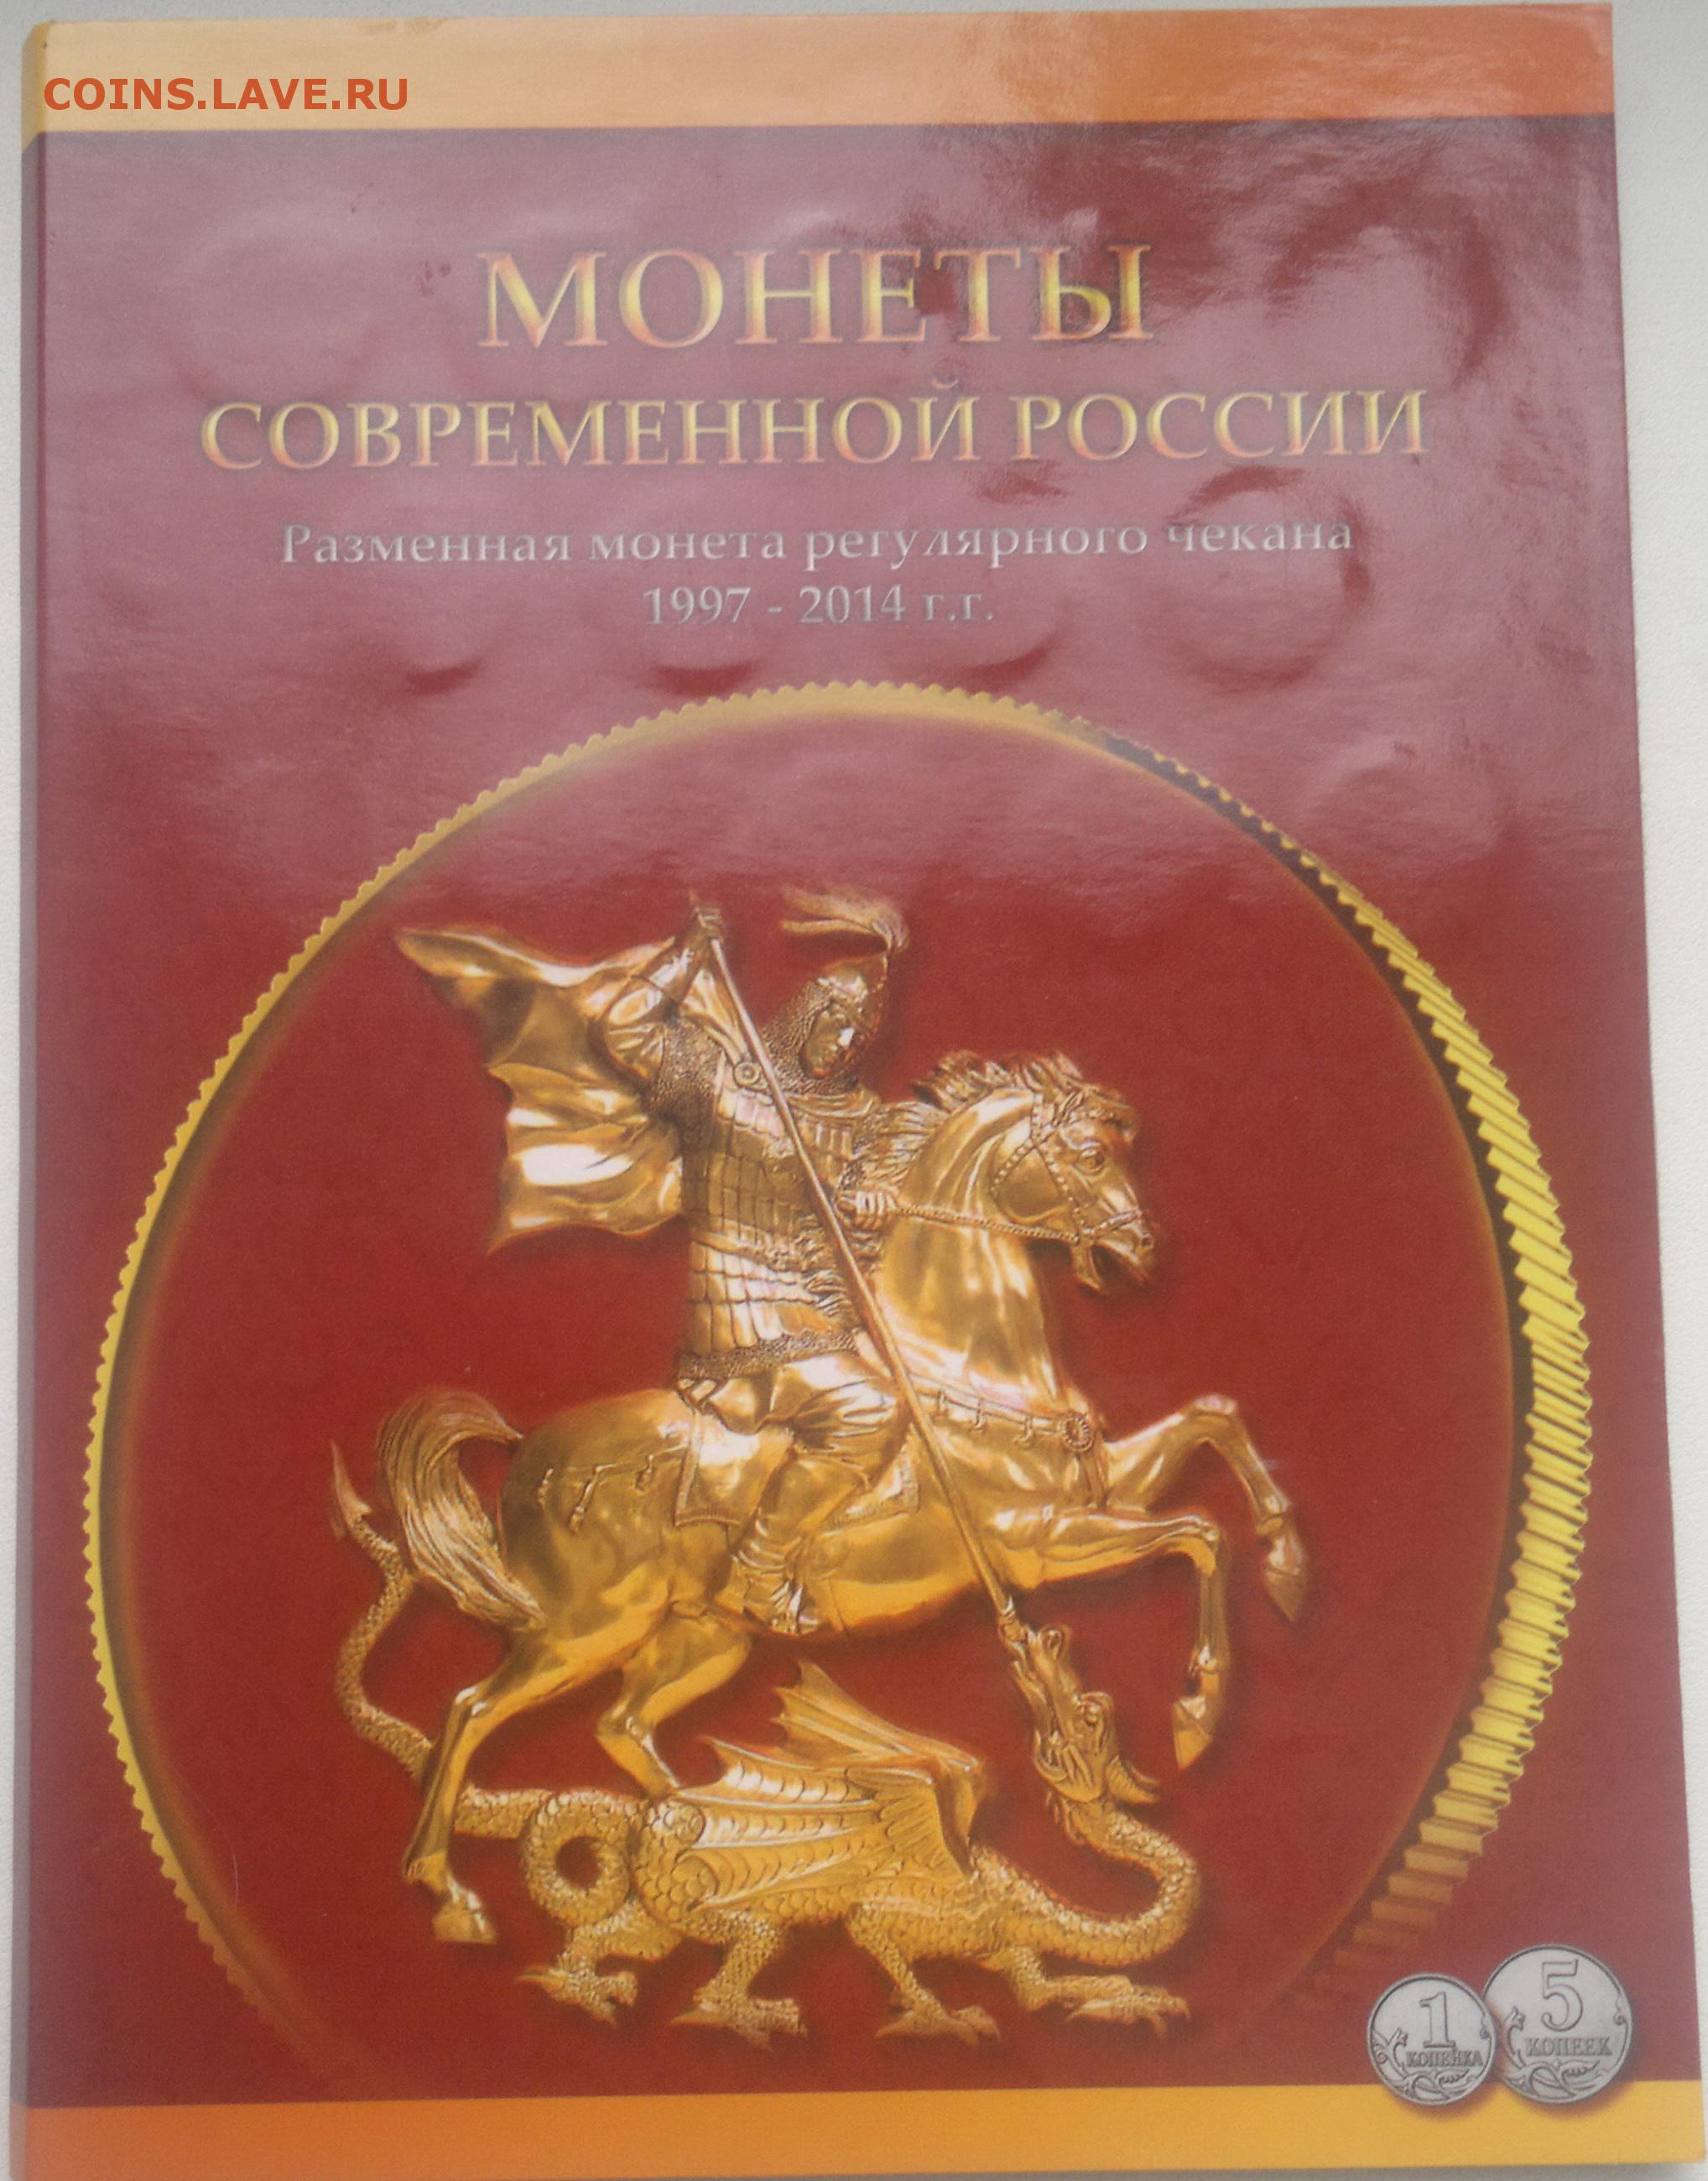 COINS.LAVE.RU
МОНЕТЫ
СОВРЕМЕННОЙ РОССИИ
Разменная монета регулярного чекана
1997 - 2014 г.г.
1
КОПЕЙКА
5
КОПЕЕК